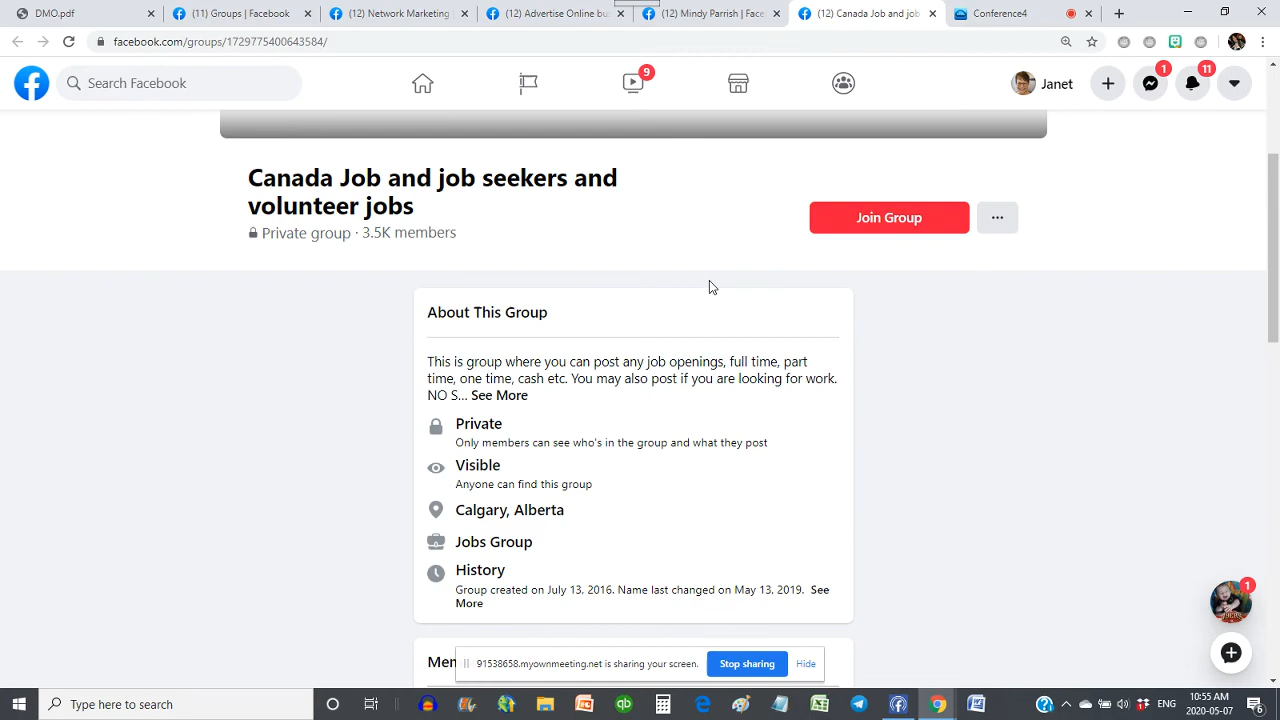 DMO.pdf
(11) Groups | Facebook
(12) Network Marketing
(12) Advertise Online bu
(12) Mindy Parrish | Face
(12) Canada Job and job
Conference4
facebook.com/groups/1729775400643584/
Search Facebook
9
Janet
1
11
Canada Job and job seekers and
volunteer jobs
Private group · 3.5K members
Join Group
About This Group
This is group where you can post any job openings, full time, part
time, one time, cash etc. You may also post if you are looking for work.
NO S... See More
Private
Only members can see who's in the group and what they post
Visible
Anyone can find this group
Calgary, Alberta
Jobs Group
History
Group created on July 13, 2016. Name last changed on May 13, 2019. See
More
1
Mem
91538658.myownmeeting.net is sharing your screen.
Stop sharing
Hide
Type here to search
ENG
10:55 AM
2020-05-07
6